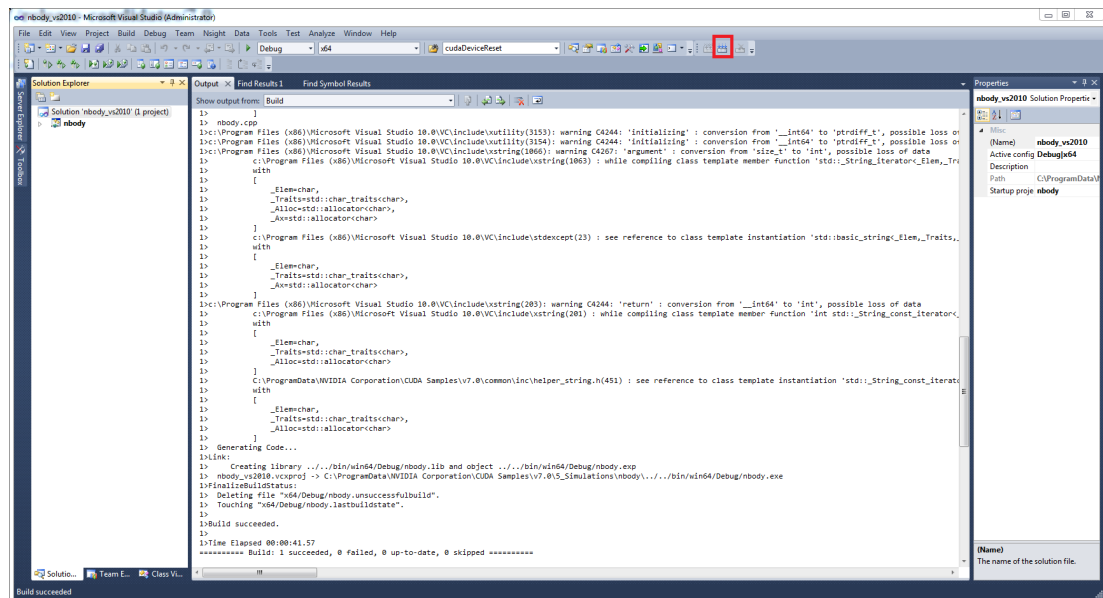 nbody_vs2010 - Microsoft Visual Studio (Administrator)
File Edit View Project Build Debug Team Nsight Data Tools Test Analyze Window Help
Debug x64 cudaDeviceReset
Solution Explorer
Solution 'nbody_vs2010' (1 project)
nbody
Server Explorer
Toolbox
Output Find Results 1 Find Symbol Results
Show output from: Build
1> ]
1> nbody.cpp
1>c:\Program Files (x86)\Microsoft Visual Studio 10.0\VC\include\xutility(3153): warning C4244: 'initializing' : conversion from '__int64' to 'ptrdiff_t', possible loss of
1>c:\Program Files (x86)\Microsoft Visual Studio 10.0\VC\include\xutility(3154): warning C4244: 'initializing' : conversion from '__int64' to 'ptrdiff_t', possible loss of
1>c:\Program Files (x86)\Microsoft Visual Studio 10.0\VC\include\xstring(1066): warning C4267: 'argument' : conversion from 'size_t' to 'int', possible loss of data
1> c:\Program Files (x86)\Microsoft Visual Studio 10.0\VC\include\xstring(1063) : while compiling class template member function 'std::_String_iterator<_Elem,_Tra
1> with
1> [
1> _Elem=char,
1> _Traits=std::char_traits<char>,
1> _Alloc=std::allocator<char>,
1> _Ax=std::allocator<char>
1> ]
1> c:\Program Files (x86)\Microsoft Visual Studio 10.0\VC\include\stdexcept(23) : see reference to class template instantiation 'std::basic_string<_Elem,_Traits,_
1> with
1> [
1> _Elem=char,
1> _Traits=std::char_traits<char>,
1> _Ax=std::allocator<char>
1> ]
1>c:\Program Files (x86)\Microsoft Visual Studio 10.0\VC\include\xstring(203): warning C4244: 'return' : conversion from '__int64' to 'int', possible loss of data
1> c:\Program Files (x86)\Microsoft Visual Studio 10.0\VC\include\xstring(201) : while compiling class template member function 'int std::_String_const_iterator<_
1> with
1> [
1> _Elem=char,
1> _Traits=std::char_traits<char>,
1> _Alloc=std::allocator<char>
1> ]
1> C:\ProgramData\NVIDIA Corporation\CUDA Samples\v7.0\common\inc\helper_string.h(451) : see reference to class template instantiation 'std::_String_const_iterato
1> with
1> [
1> _Elem=char,
1> _Traits=std::char_traits<char>,
1> _Alloc=std::allocator<char>
1> ]
1> Generating Code...
1>Link:
1> Creating library ../../bin/win64/Debug/nbody.lib and object ../../bin/win64/Debug/nbody.exp
1> nbody_vs2010.vcxproj -> C:\ProgramData\NVIDIA Corporation\CUDA Samples\v7.0\5_Simulations\nbody\../../bin/win64/Debug/nbody.exe
1>FinalizeBuildStatus:
1> Deleting file "x64/Debug/nbody.unsuccessfulbuild".
1> Touching "x64/Debug/nbody.lastbuildstate".
1>
1>Build succeeded.
1>
1>Time Elapsed 00:00:41.57
========== Build: 1 succeeded, 0 failed, 0 up-to-date, 0 skipped ==========
Properties
nbody_vs2010 Solution Propertie
Misc
(Name) nbody_vs2010
Active config Debug|x64
Description
Path C:\ProgramData\N
Startup proje nbody
(Name)
The name of the solution file.
Solutio... Team E... Class Vi...
Build succeeded